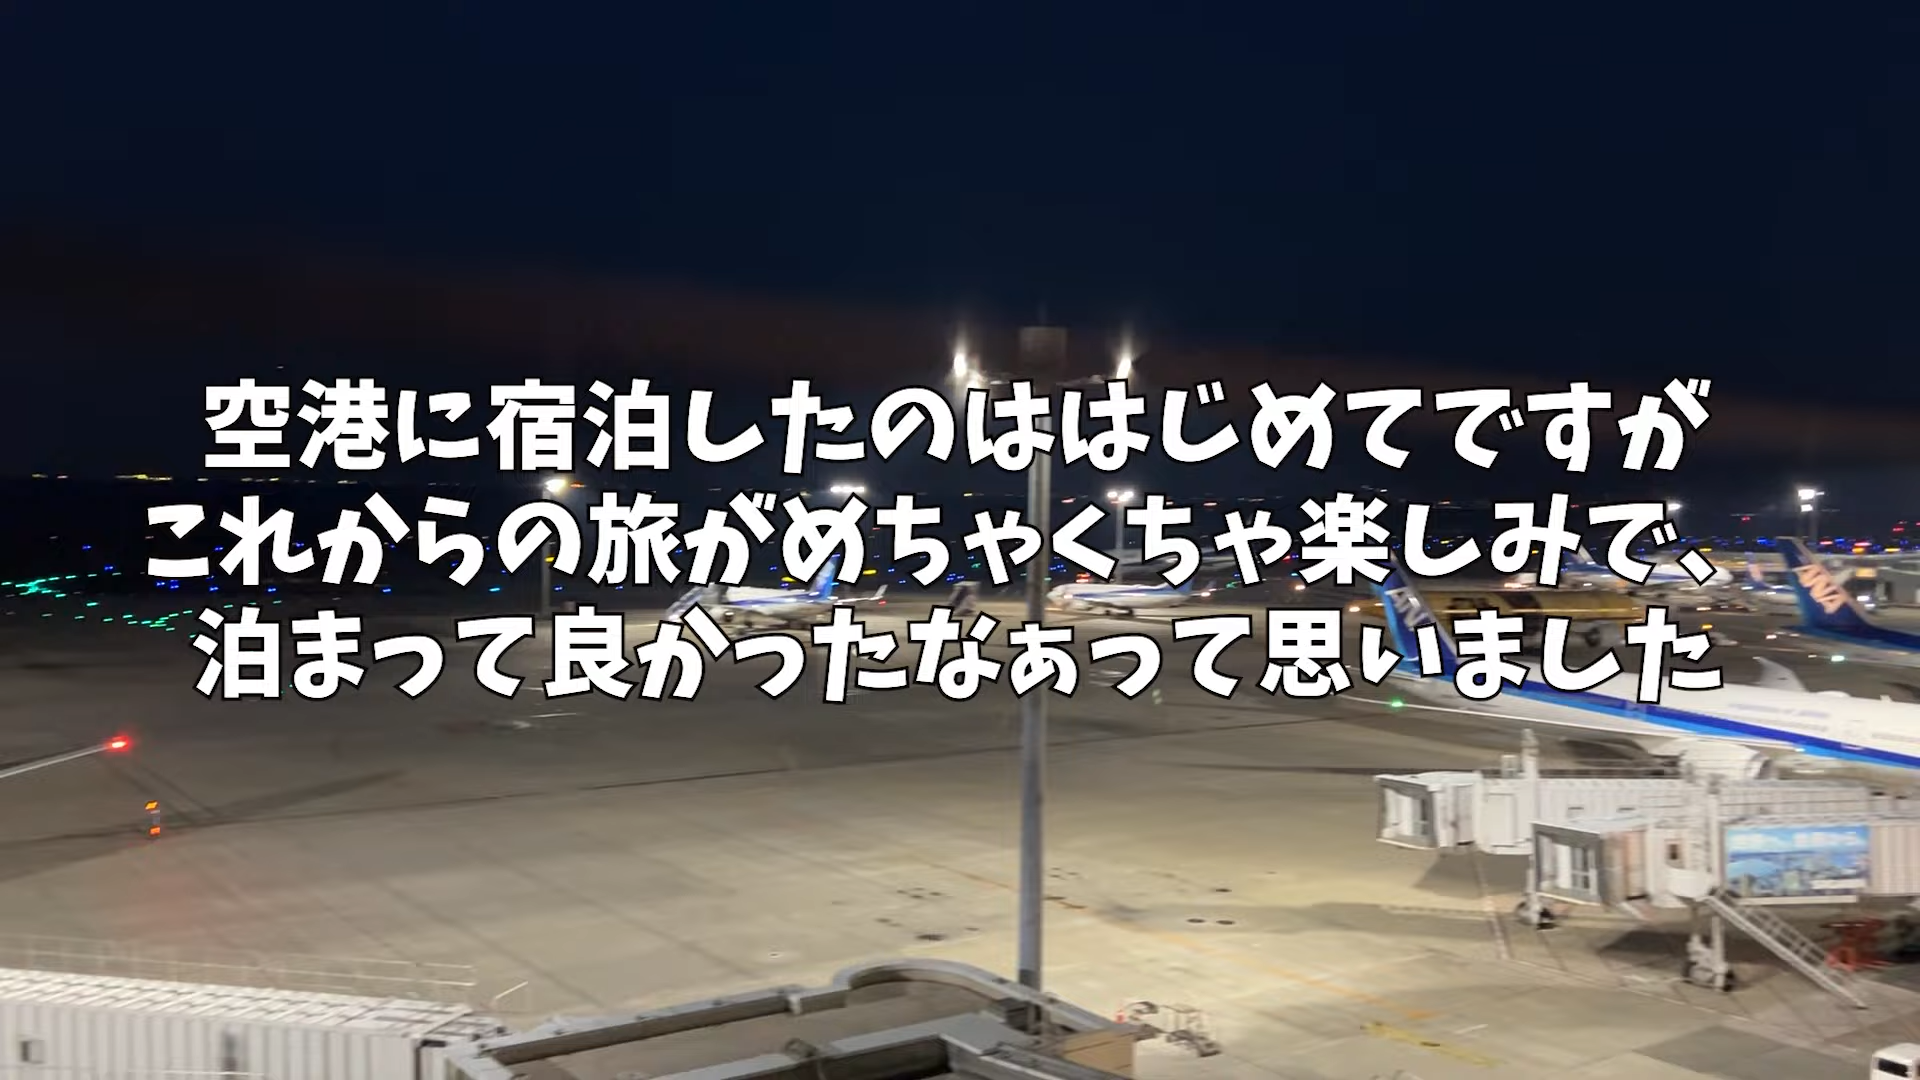 空港に宿泊したのははじめてですが
これからの旅がめちゃくちゃ楽しみで、
泊まって良かったなぁって思いました
ANA
ANA